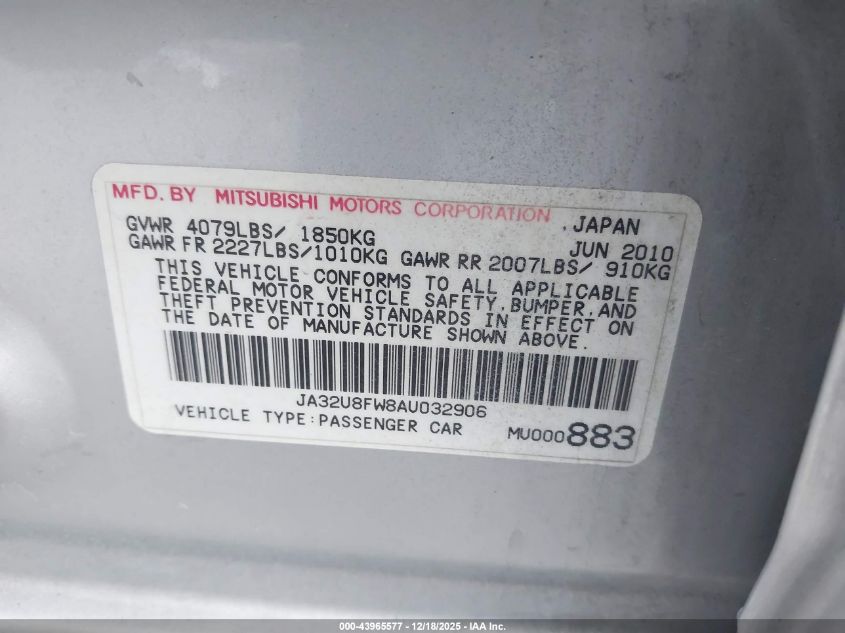 MFD. BY MITSUBISHI MOTORS CORPORATION , JAPAN
GVWR 4079LBS/ 1850KG JUN 2010
GAWR FR 2227LBS/1010KG GAWR RR 2007LBS/ 910KG
THIS VEHICLE CONFORMS TO ALL APPLICABLE
FEDERAL MOTOR VEHICLE SAFETY,BUMPER,AND
THEFT PREVENTION STANDARDS IN EFFECT ON
THE DATE OF MANUFACTURE SHOWN ABOVE.
JA32U8FW8AU032906
VEHICLE TYPE:PASSENGER CAR MU000883
000-43965577 - 12/18/2025 - IAA Inc.